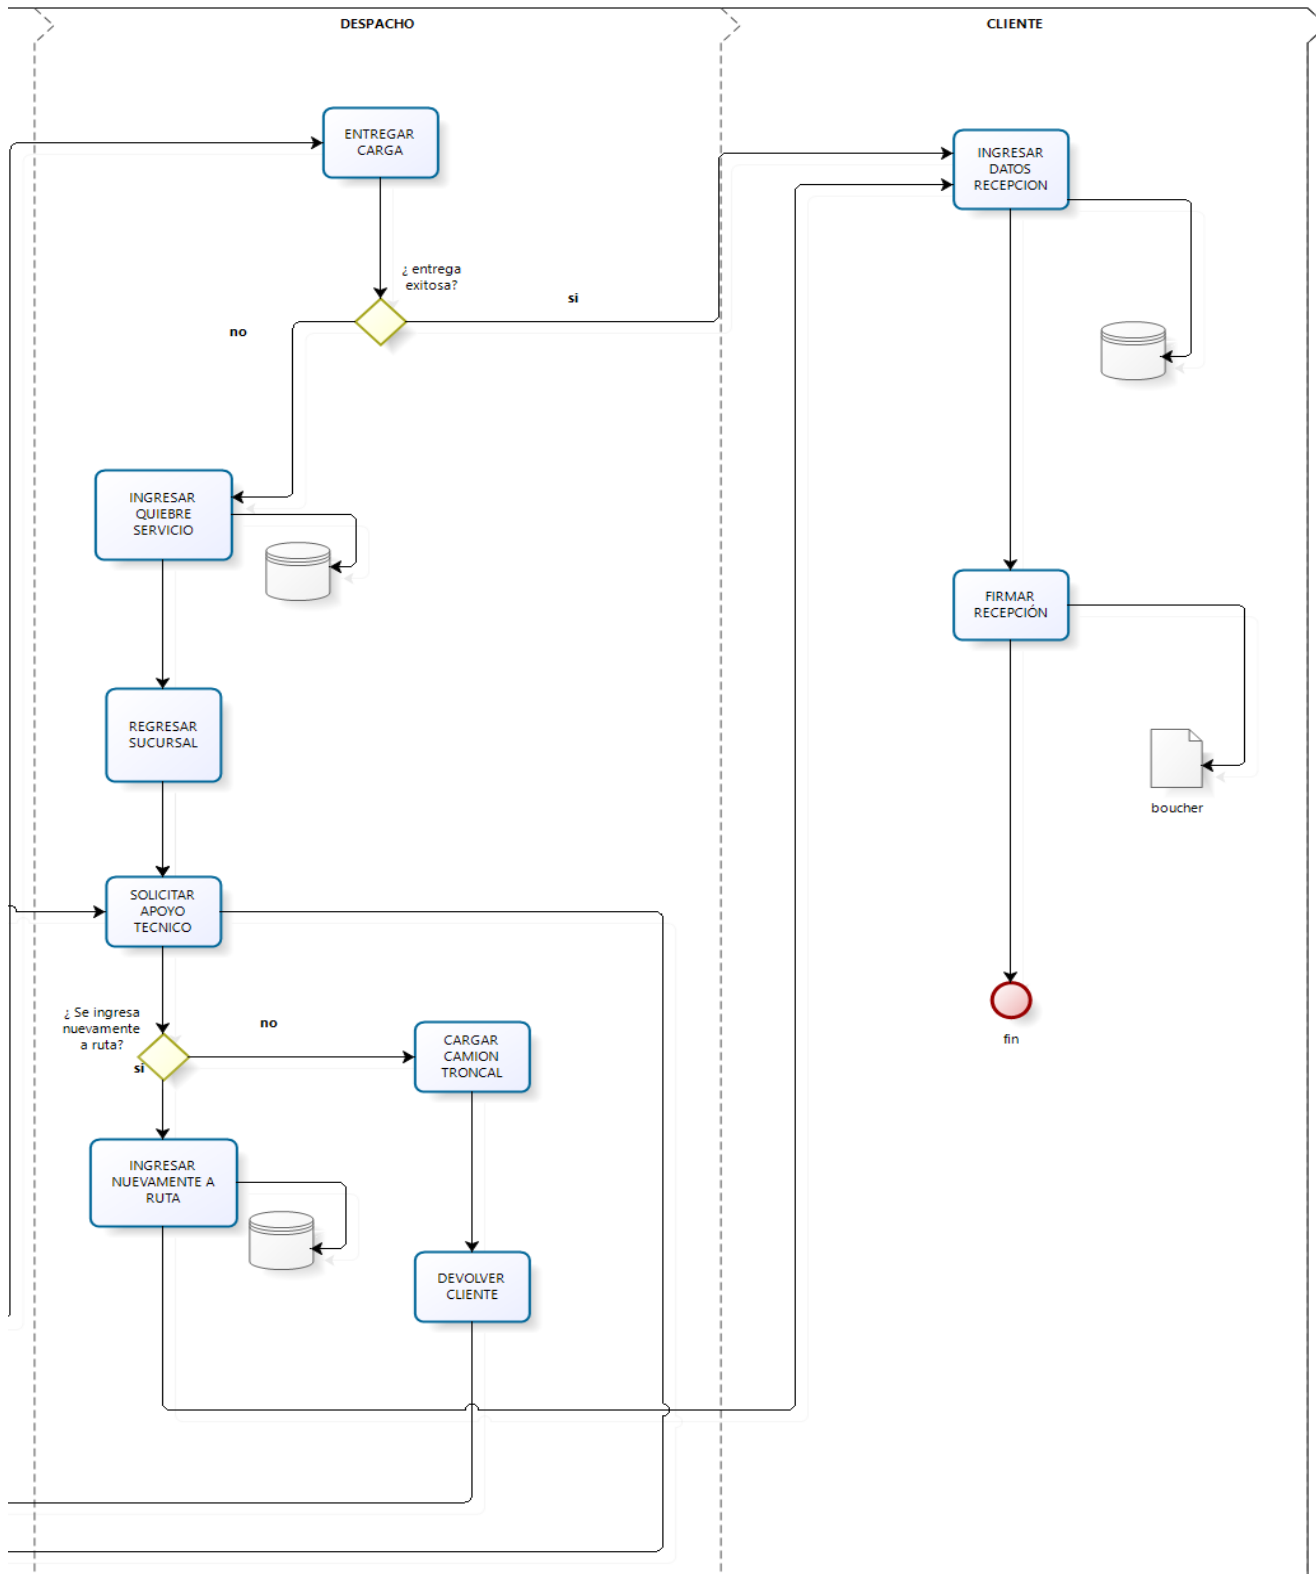 DESPACHO
CLIENTE
ENTREGAR
CARGA
INGRESAR
DATOS
RECEPCION
¿ entrega
exitosa?
si
no
INGRESAR
QUIEBRE
SERVICIO
FIRMAR
RECEPCIÓN
REGRESAR
SUCURSAL
boucher
SOLICITAR
APOYO
TECNICO
¿ Se ingresa
nuevamente
a ruta?
no
si
CARGAR
CAMION
TRONCAL
fin
INGRESAR
NUEVAMENTE A
RUTA
DEVOLVER
CLIENTE